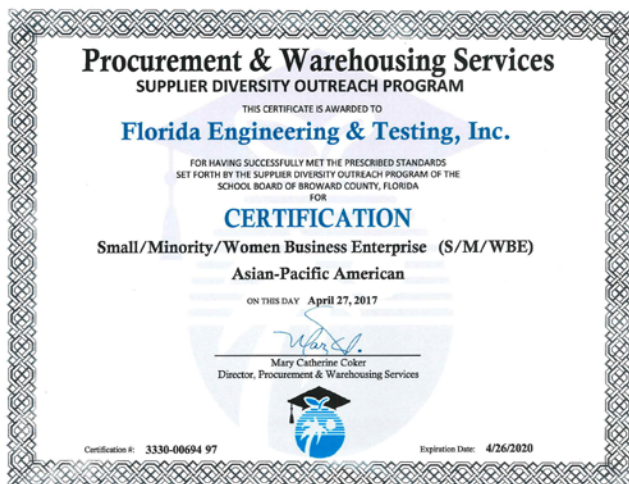 Procurement & Warehousing Services
SUPPLIER DIVERSITY OUTREACH PROGRAM
THIS CERTIFICATE IS AWARDED TO
Florida Engineering & Testing, Inc.
FOR HAVING SUCCESSFULLY MET THE PRESCRIBED STANDARDS
SET FORTH BY THE SUPPLIER DIVERSITY OUTREACH PROGRAM OF THE
SCHOOL BOARD OF BROWARD COUNTY, FLORIDA
FOR
CERTIFICATION
Small/Minority/Women Business Enterprise (S/M/WBE)
Asian-Pacific American
ON THIS DAY April 27, 2017
Mary Catherine Coker
Director, Procurement & Warehousing Services
Certification #: 3330-00694 97 Expiration Date: 4/26/2020